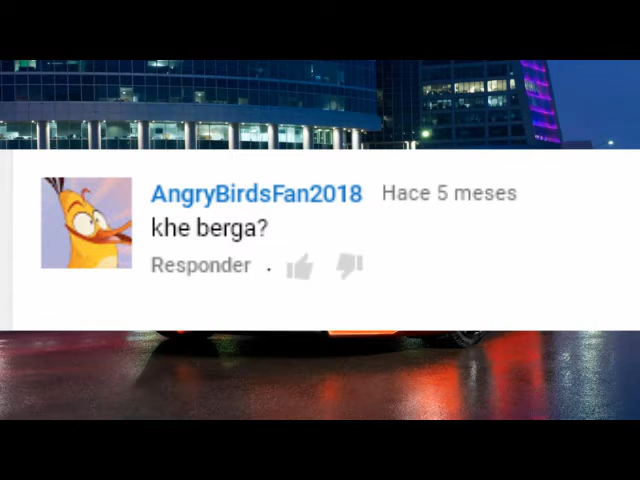 AngryBirdsFan2018 Hace 5 meses
khe berga?
Responder .